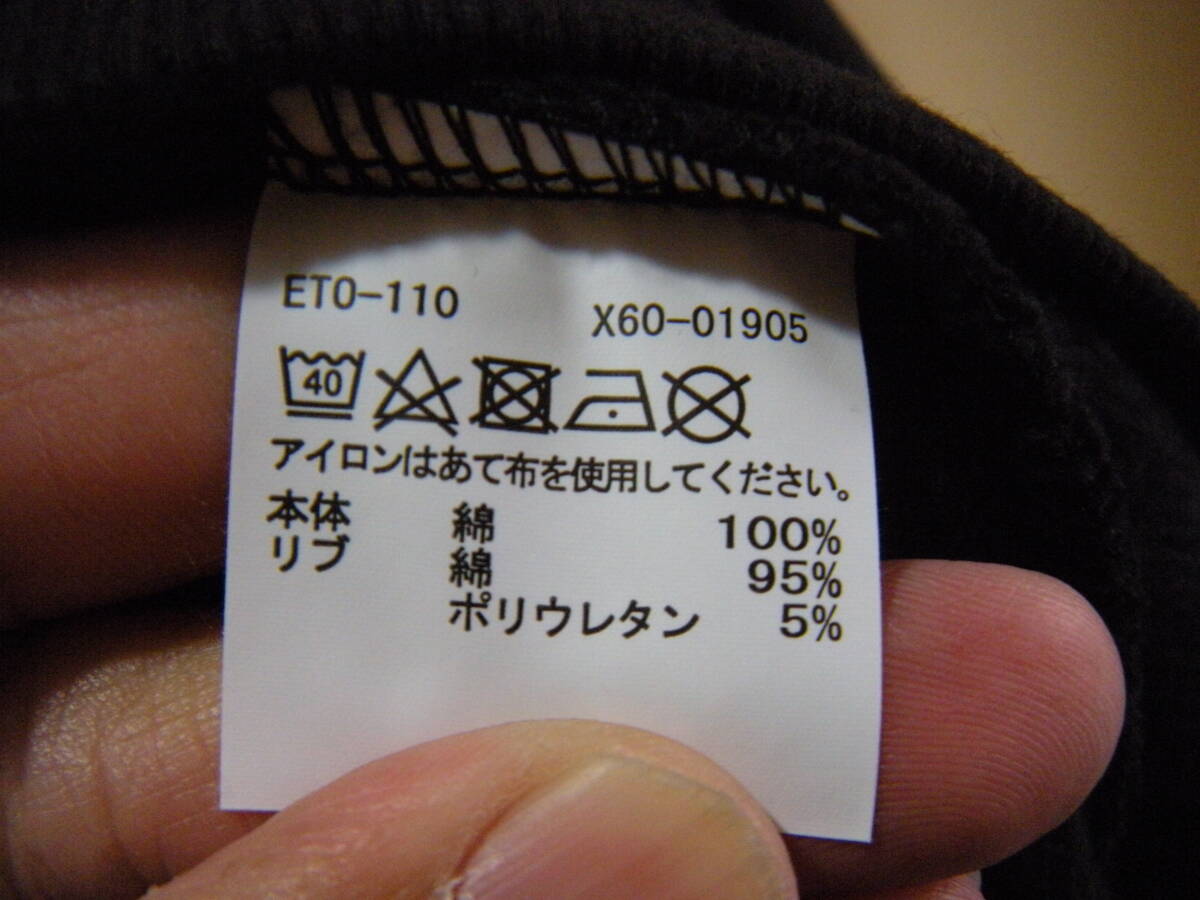 ET0-110 X60-01905
40
アイロンはあて布を使用してください。
本体 綿 100%
リブ 綿 95%
ポリウレタン 5%